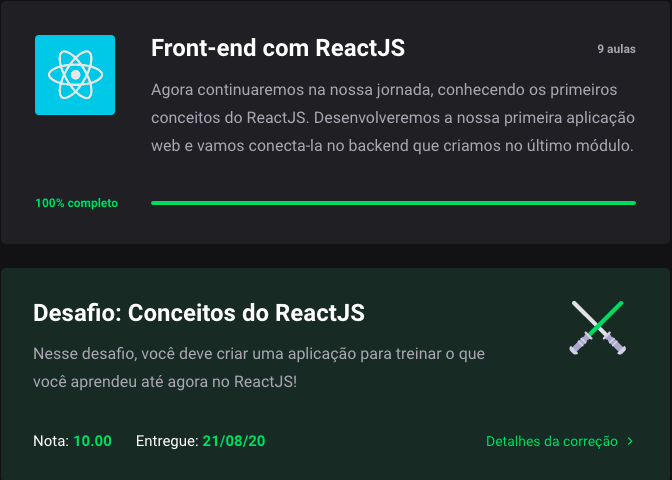 Front-end com ReactJS
9 aulas
Agora continuaremos na nossa jornada, conhecendo os primeiros
conceitos do ReactJS. Desenvolveremos a nossa primeira aplicação
web e vamos conecta-la no backend que criamos no último módulo.
100% completo
Desafio: Conceitos do ReactJS
Nesse desafio, você deve criar uma aplicação para treinar o que
você aprendeu até agora no ReactJS!
Nota: 10.00 Entregue: 21/08/20
Detalhes da correção